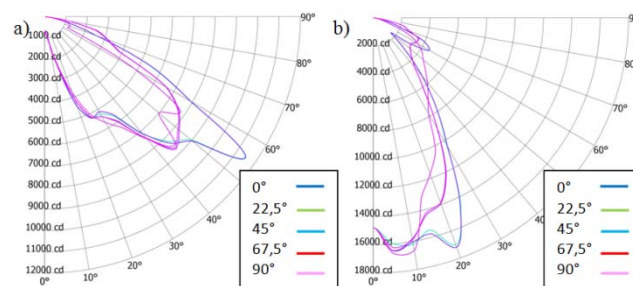 a)
1000 cd
2000 cd
3000 cd
4000 cd
5000 cd
6000 cd
7000 cd
8000 cd
9000 cd
10000 cd
11000 cd
12000 cd
0°
10°
20°
30°
40°
60°
70°
80°
90°
0°
22,5°
45°
67,5°
90°
b)
2000 cd
4000 cd
6000 cd
8000 cd
10000 cd
12000 cd
14000 cd
16000 cd
18000 cd
0°
10°
20°
30°
40°
60°
70°
80°
90°
0°
22,5°
45°
67,5°
90°